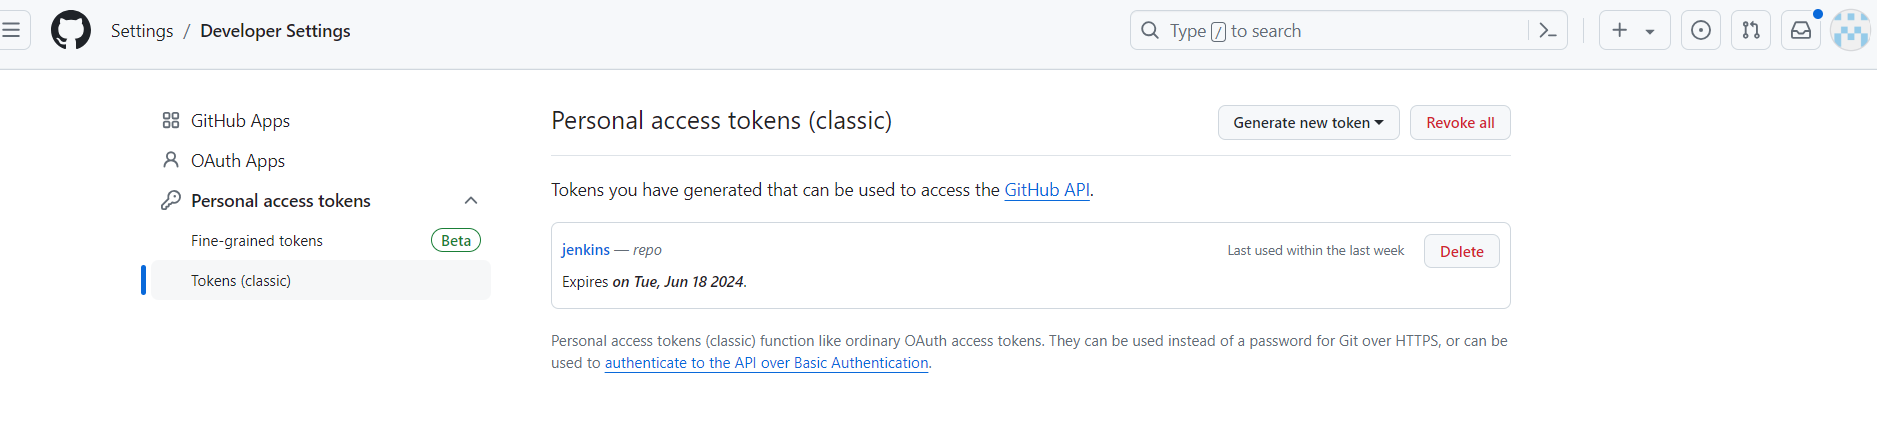 Settings / Developer Settings
Type / to search
GitHub Apps
OAuth Apps
Personal access tokens
Fine-grained tokens Beta
Tokens (classic)
Personal access tokens (classic)
Generate new token
Revoke all
Tokens you have generated that can be used to access the GitHub API.
jenkins — repo
Last used within the last week
Delete
Expires on Tue, Jun 18 2024.
Personal access tokens (classic) function like ordinary OAuth access tokens. They can be used instead of a password for Git over HTTPS, or can be
used to authenticate to the API over Basic Authentication.